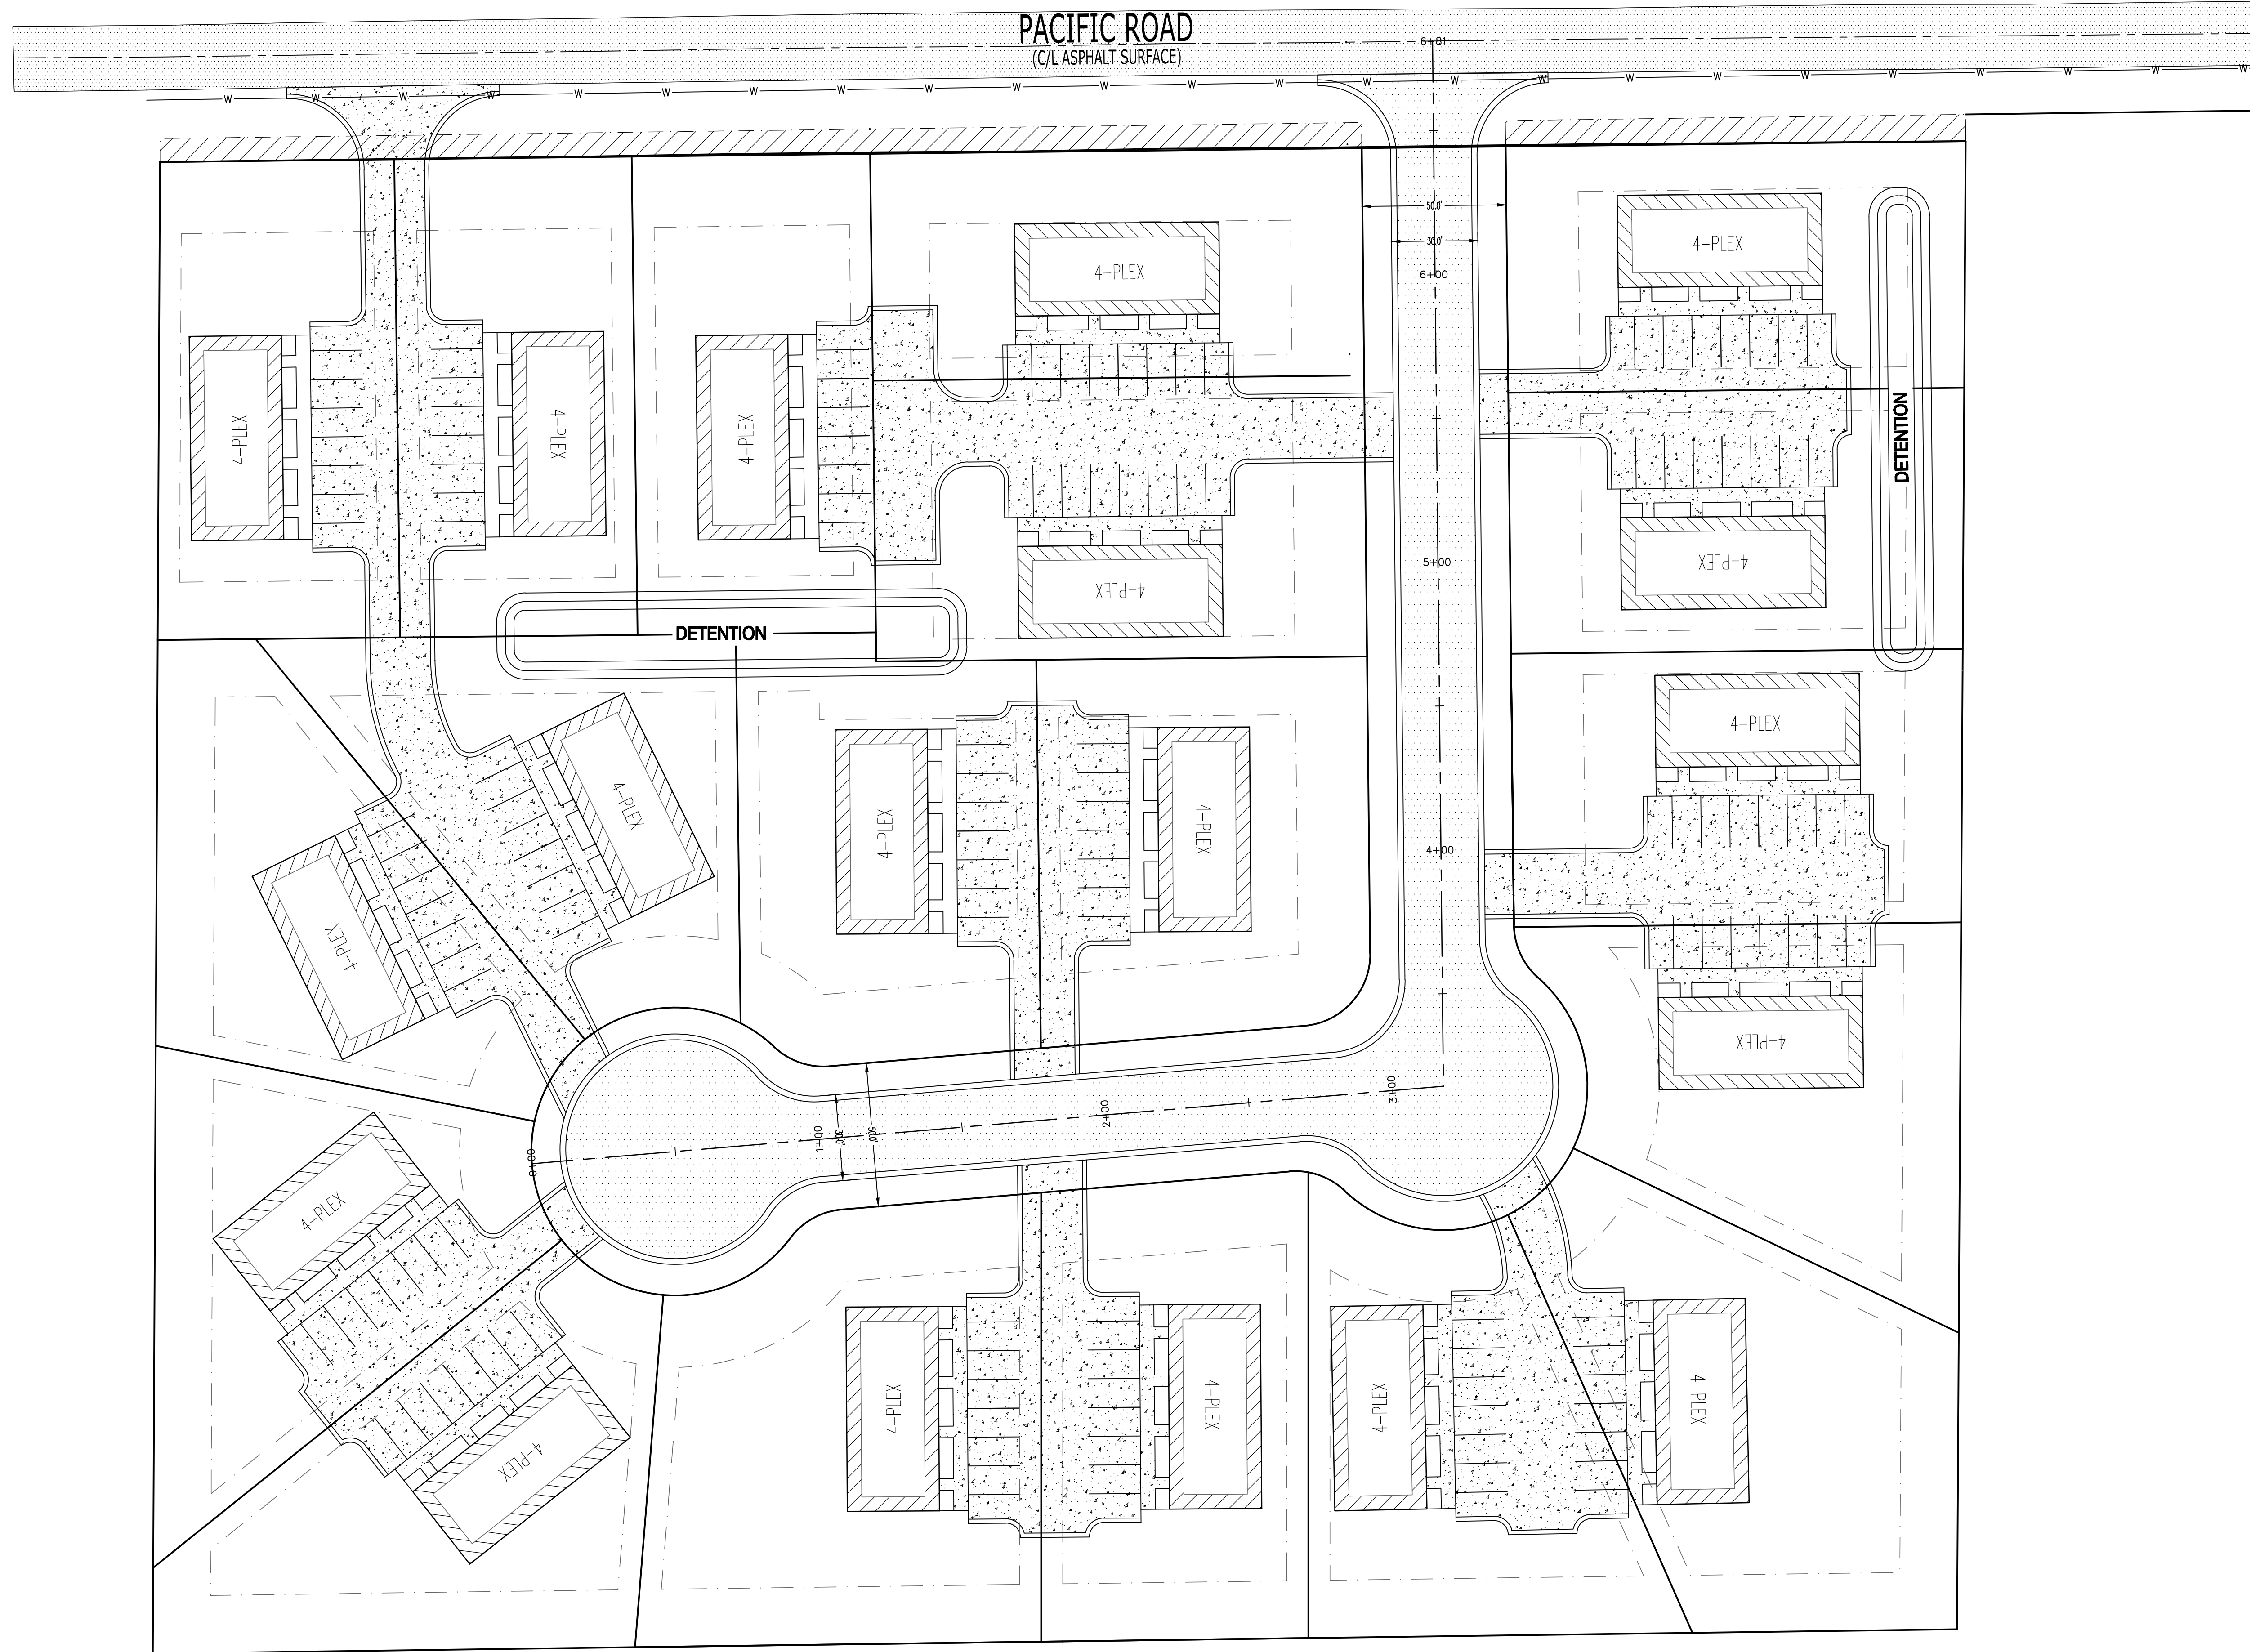 PACIFIC ROAD
(C/L ASPHALT SURFACE)
6+81
W W W W W W W W W W W W W W W W W W W W W W W W
50.0'
30.0'
6+00
4-PLEX
4-PLEX
4-PLEX
4-PLEX
4-PLEX
DETENTION
5+00
4-PLEX
4-PLEX
DETENTION
4-PLEX
4-PLEX
4-PLEX
4-PLEX
4+00
4-PLEX
4-PLEX
3+00
2+00
1+00
30.0'
50.0'
0+00
4-PLEX
4-PLEX
4-PLEX
4-PLEX
4-PLEX
4-PLEX
4-PLEX